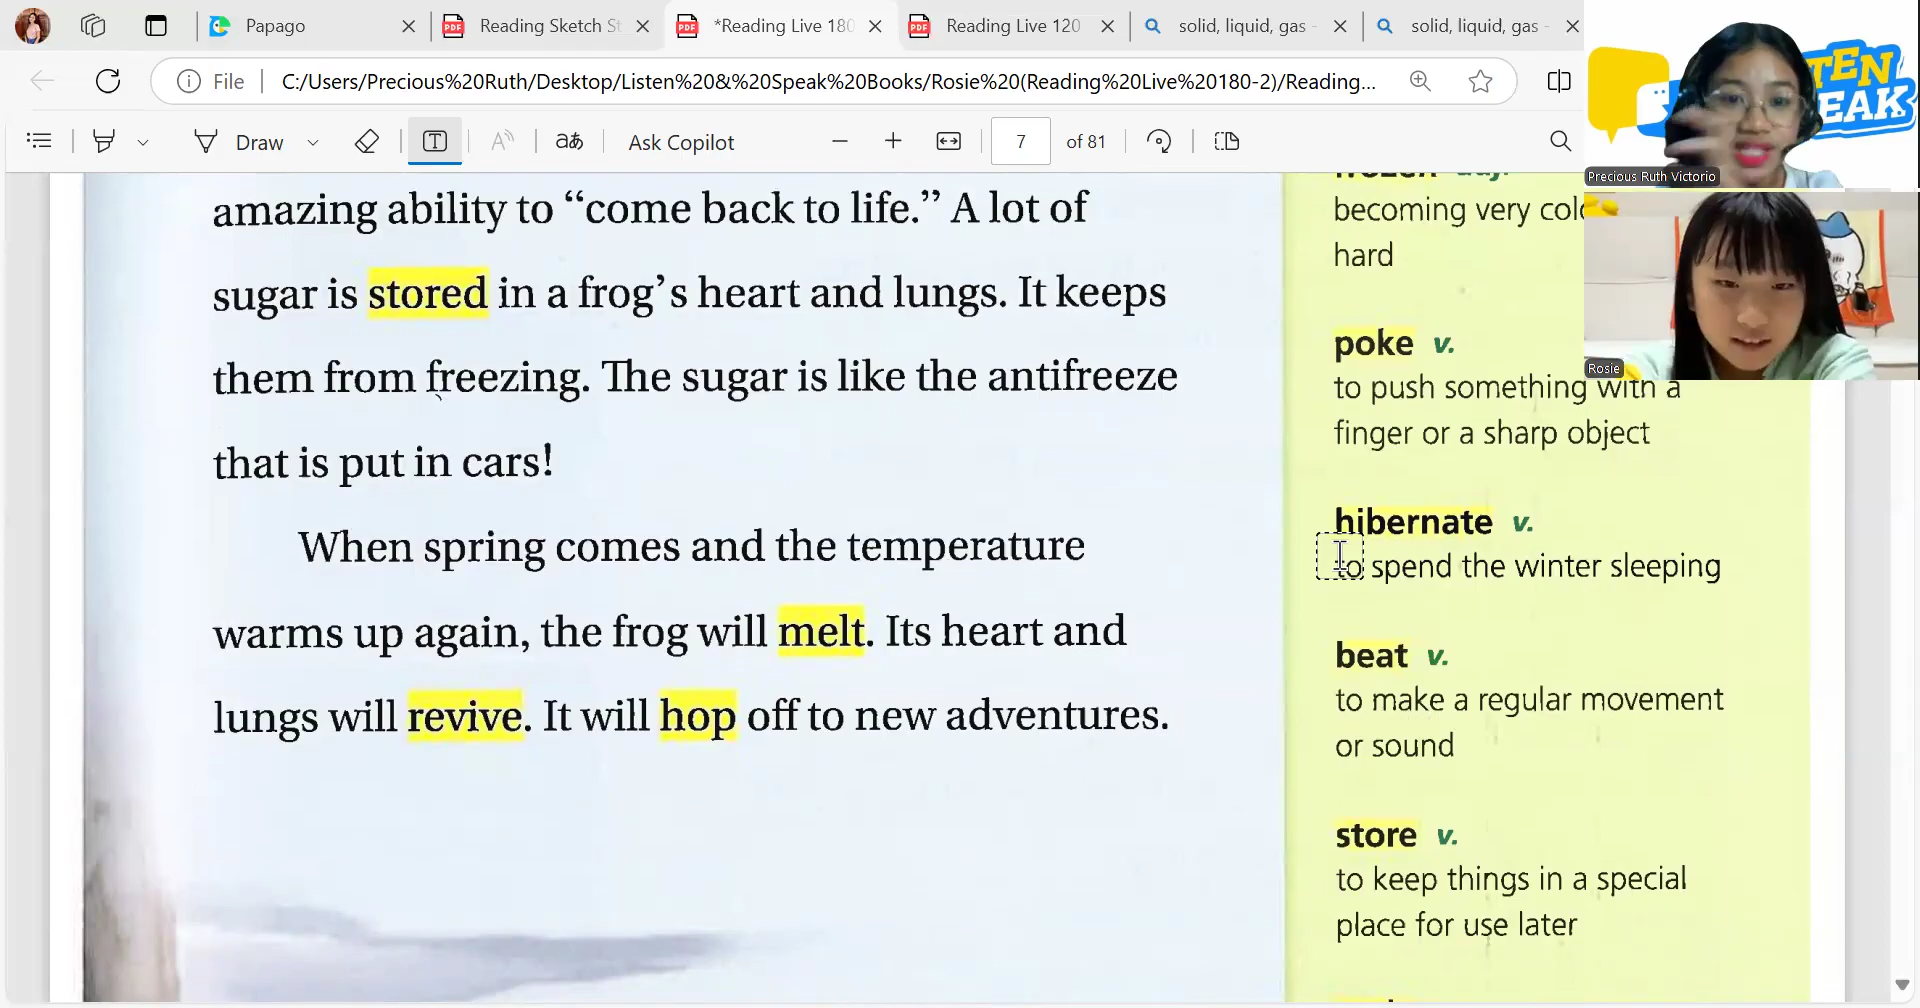 Papago
Reading Sketch St
*Reading Live 180
Reading Live 120
solid, liquid, gas -
solid, liquid, gas -
File
C:/Users/Precious%20Ruth/Desktop/Listen%20&%20Speak%20Books/Rosie%20(Reading%20Live%20180-2)/Reading...
Draw
T
aあ
Ask Copilot
7
of 81
TEN
EAK
Precious Ruth Victorio
Rosie
amazing ability to “come back to life.” A lot of
sugar is stored in a frog’s heart and lungs. It keeps
them from freezing. The sugar is like the antifreeze
that is put in cars!
When spring comes and the temperature
warms up again, the frog will melt. Its heart and
lungs will revive. It will hop off to new adventures.
frozen adj.
becoming very col
hard
poke v.
to push something with a
finger or a sharp object
hibernate v.
to spend the winter sleeping
beat v.
to make a regular movement
or sound
store v.
to keep things in a special
place for use later